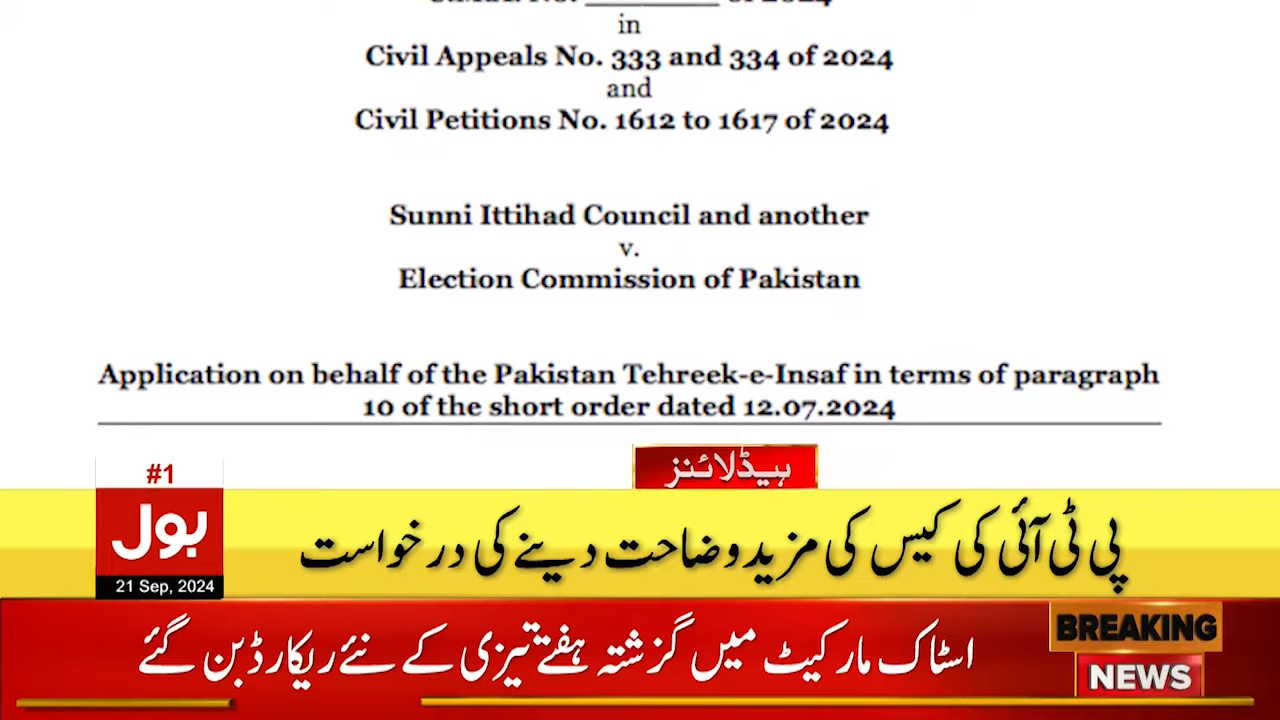 in
Civil Appeals No. 333 and 334 of 2024
and
Civil Petitions No. 1612 to 1617 of 2024
Sunni Ittihad Council and another
v.
Election Commission of Pakistan
Application on behalf of the Pakistan Tehreek-e-Insaf in terms of paragraph
10 of the short order dated 12.07.2024
ہیڈلائنز
#1
بول
21 Sep, 2024
پی ٹی آئی کی کیس کی مزید وضاحت دینے کی درخواست
BREAKING
NEWS
اسٹاک مارکیٹ میں گزشتہ ہفتے تیزی کے نئے ریکارڈ بن گئے